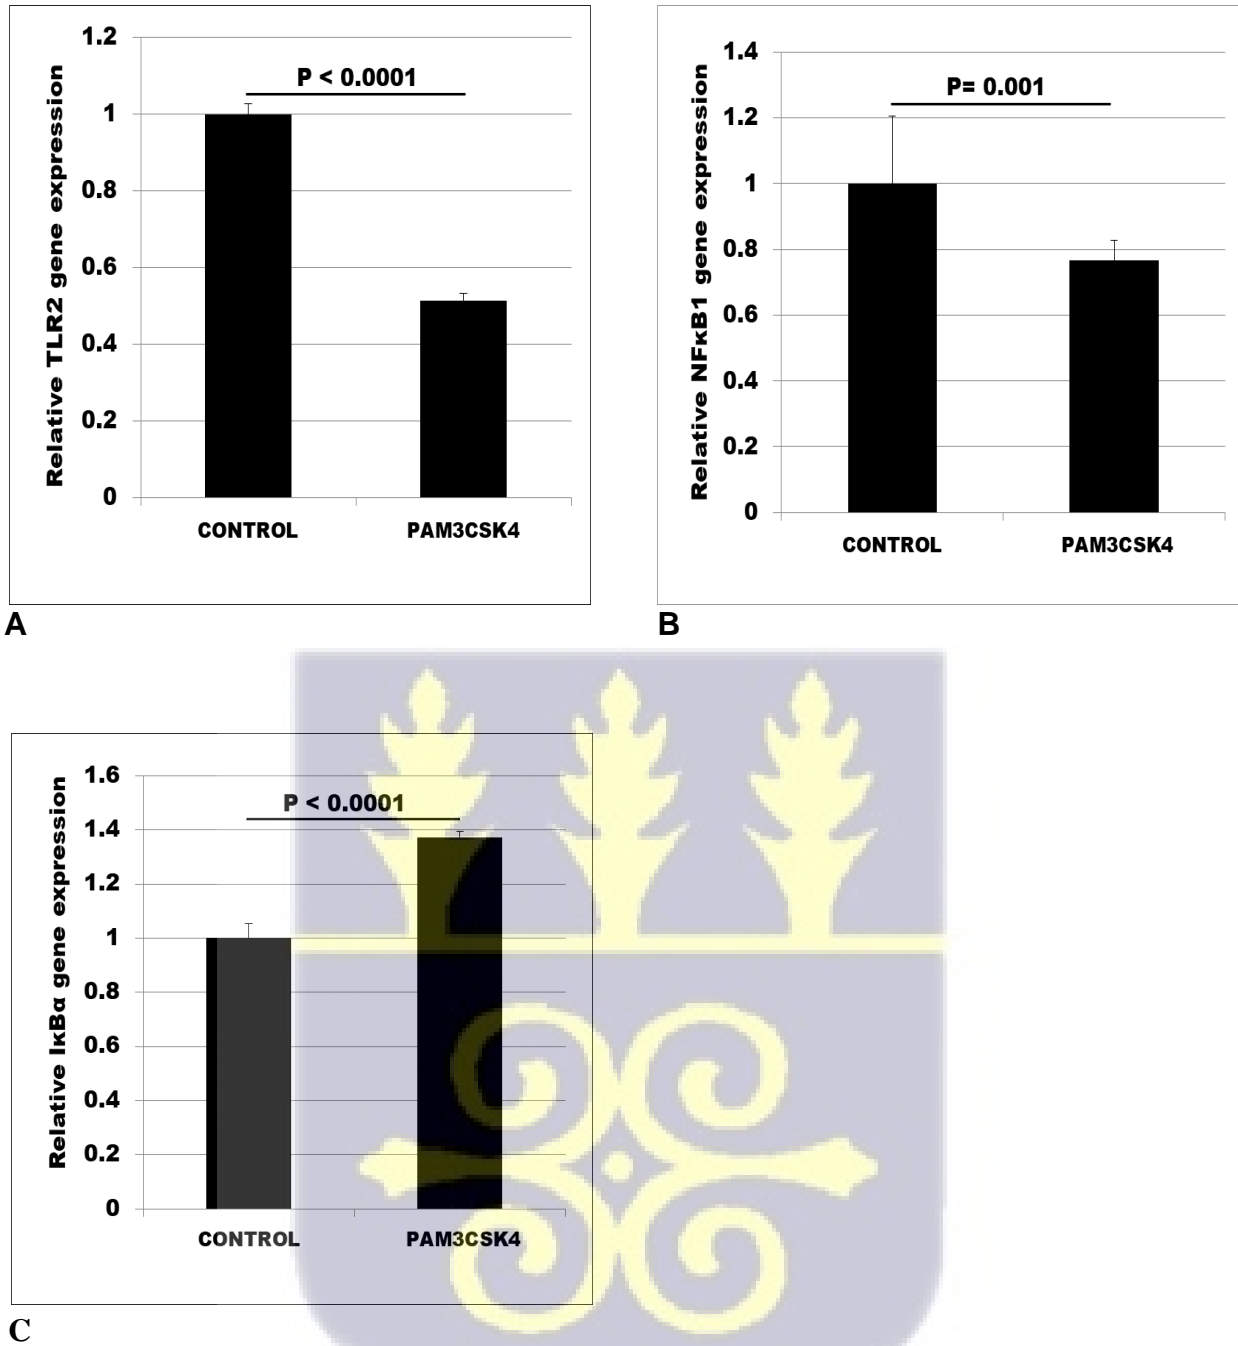 Relative TLR2 gene expression
1.2
1
0.8
0.6
0.4
0.2
0
P < 0.0001
CONTROL PAM3CSK4
A
Relative NFκB1 gene expression
1.4
1.2
1
0.8
0.6
0.4
0.2
0
P= 0.001
CONTROL PAM3CSK4
B
Relative IκBα gene expression
1.6
1.4
1.2
1
0.8
0.6
0.4
0.2
0
P < 0.0001
CONTROL PAM3CSK4
C